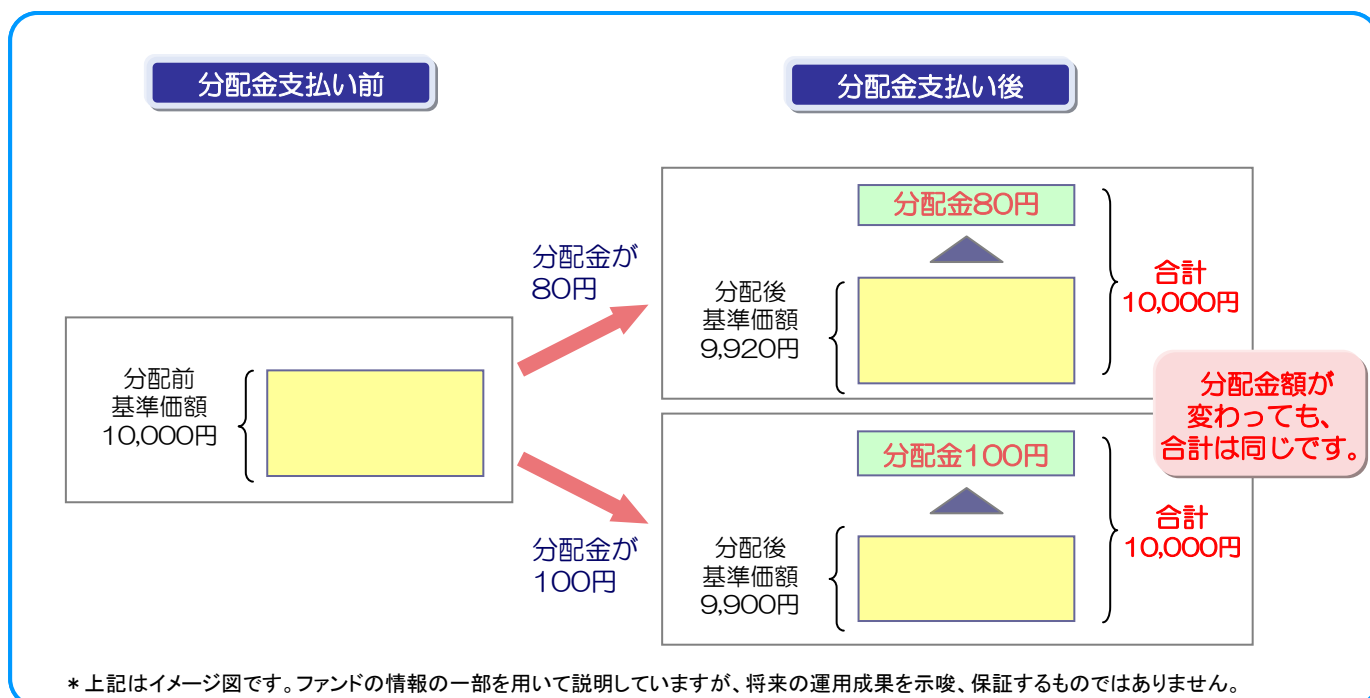 分配金支払い前
分配金支払い後
分配前
基準価額
10,000円
分配金が
80円
分配金80円
分配後
基準価額
9,920円
合計
10,000円
分配金が
100円
分配金100円
分配後
基準価額
9,900円
合計
10,000円
分配金額が
変わっても、
合計は同じです。
*上記はイメージ図です。ファンドの情報の一部を用いて説明していますが、将来の運用成果を示唆、保証するものではありません。